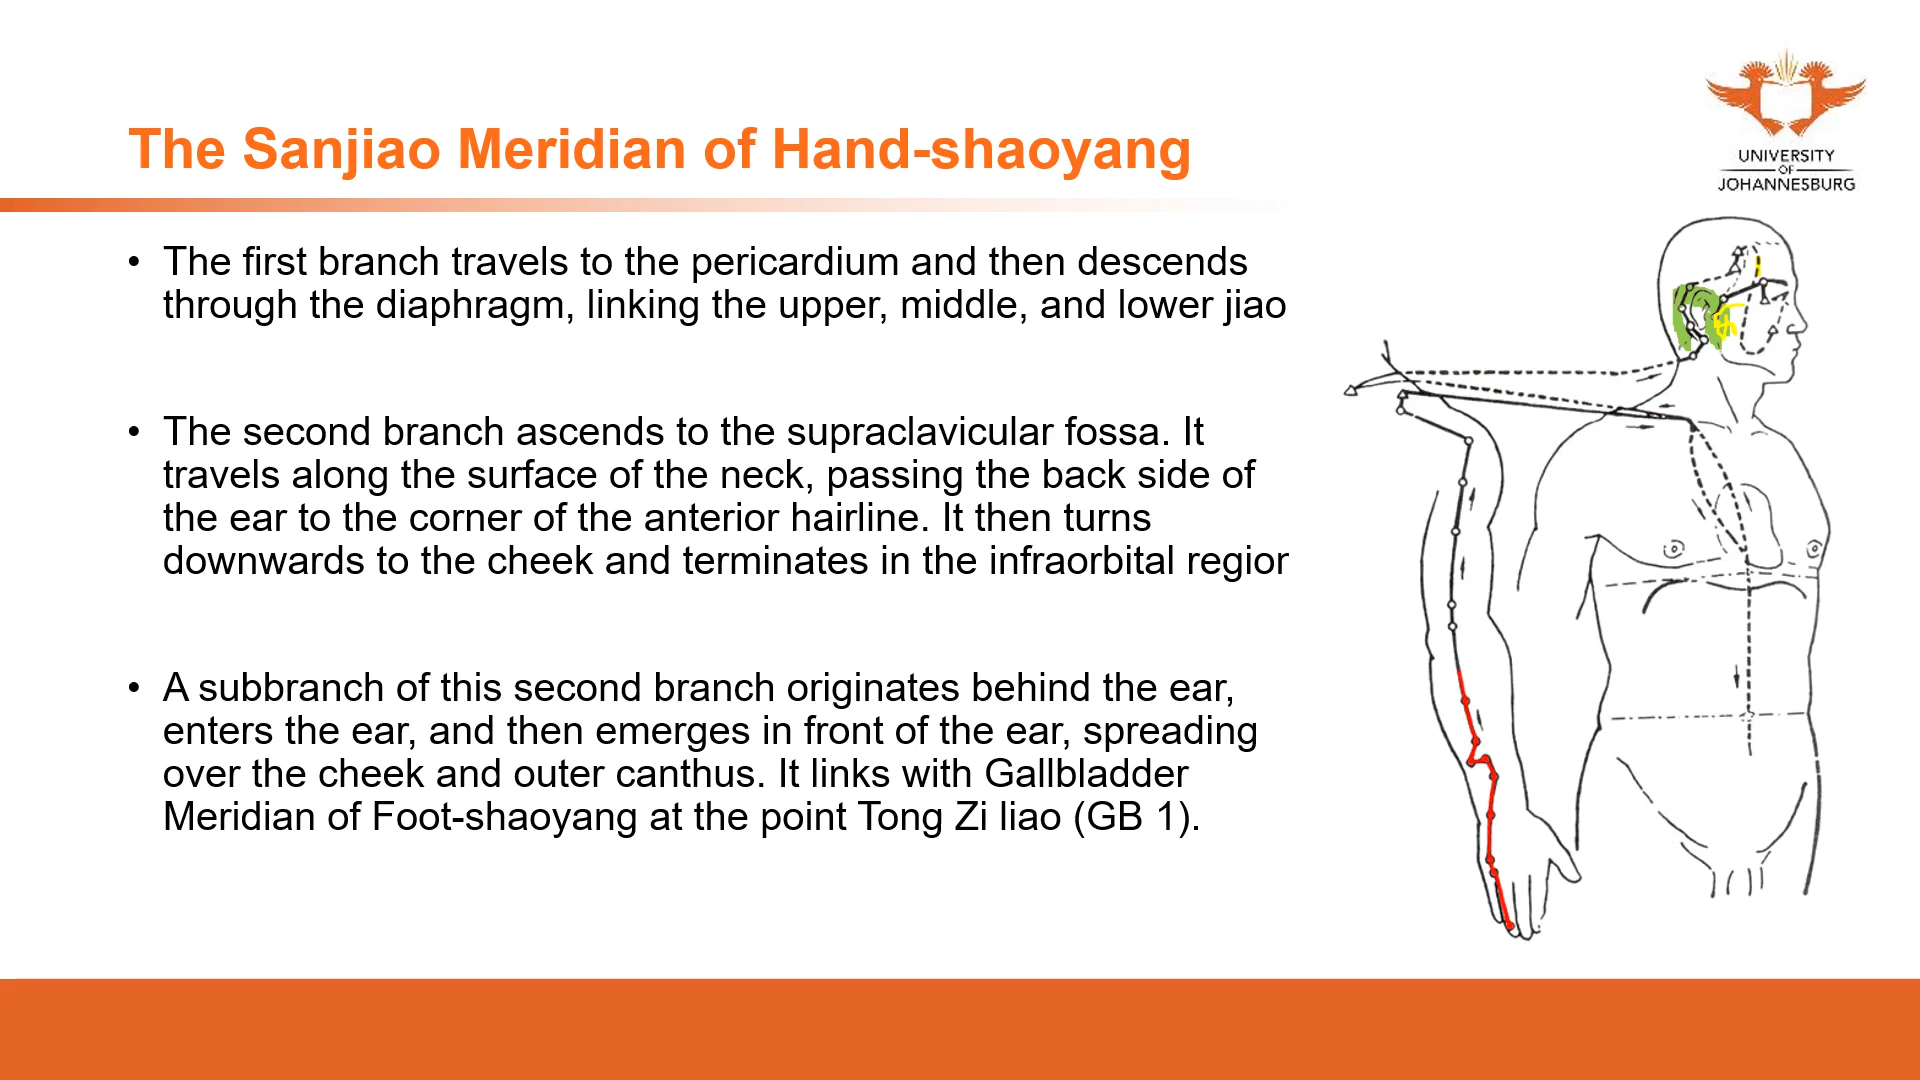 The Sanjiao Meridian of Hand-shaoyang
UNIVERSITY
OF
JOHANNESBURG
• The first branch travels to the pericardium and then descends
through the diaphragm, linking the upper, middle, and lower jiao
• The second branch ascends to the supraclavicular fossa. It
travels along the surface of the neck, passing the back side of
the ear to the corner of the anterior hairline. It then turns
downwards to the cheek and terminates in the infraorbital region
• A subbranch of this second branch originates behind the ear,
enters the ear, and then emerges in front of the ear, spreading
over the cheek and outer canthus. It links with Gallbladder
Meridian of Foot-shaoyang at the point Tong Zi liao (GB 1).